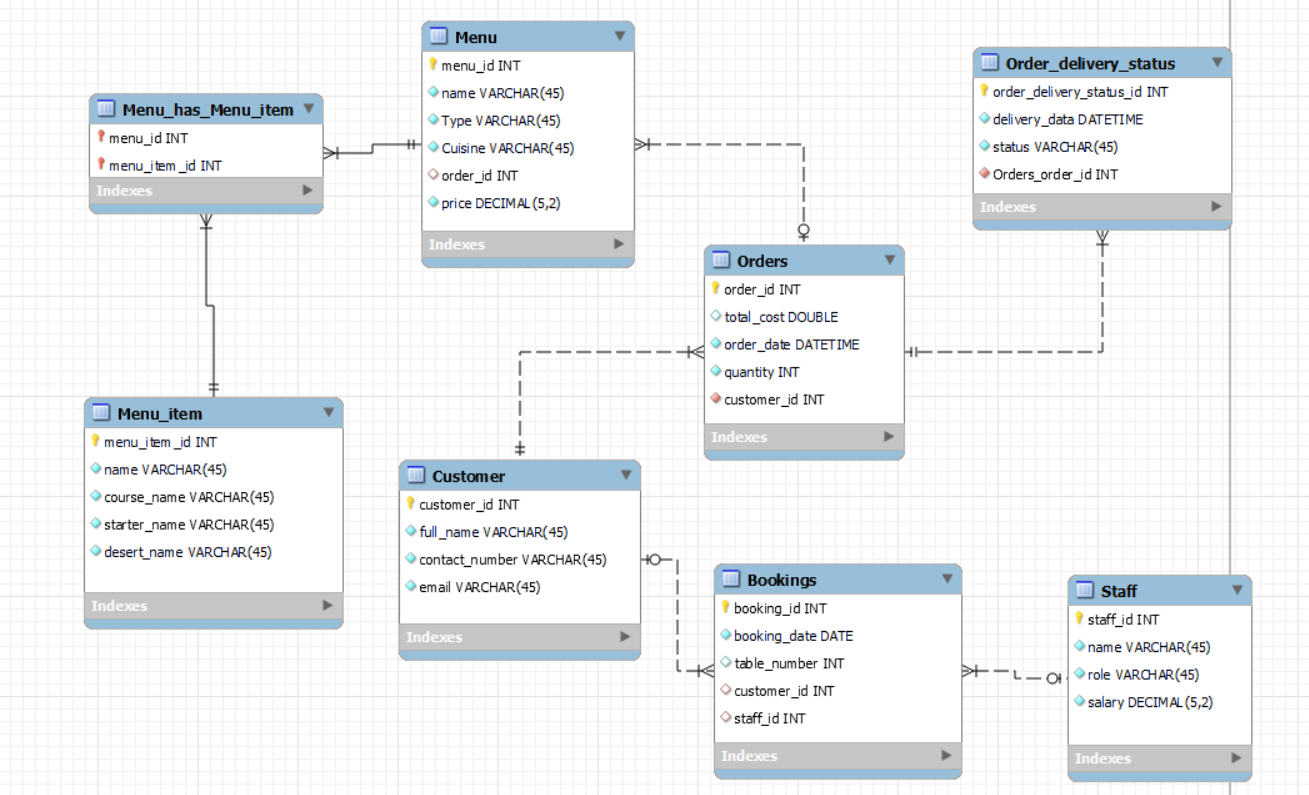 Menu
menu_id INT
name VARCHAR(45)
Type VARCHAR(45)
Cuisine VARCHAR(45)
order_id INT
price DECIMAL(5,2)
Indexes
Order_delivery_status
order_delivery_status_id INT
delivery_data DATETIME
status VARCHAR(45)
Orders_order_id INT
Indexes
Menu_has_Menu_item
menu_id INT
menu_item_id INT
Indexes
Orders
order_id INT
total_cost DOUBLE
order_date DATETIME
quantity INT
customer_id INT
Indexes
Menu_item
menu_item_id INT
name VARCHAR(45)
course_name VARCHAR(45)
starter_name VARCHAR(45)
desert_name VARCHAR(45)
Indexes
Customer
customer_id INT
full_name VARCHAR(45)
contact_number VARCHAR(45)
email VARCHAR(45)
Indexes
Bookings
booking_id INT
booking_date DATE
table_number INT
customer_id INT
staff_id INT
Indexes
Staff
staff_id INT
name VARCHAR(45)
role VARCHAR(45)
salary DECIMAL(5,2)
Indexes